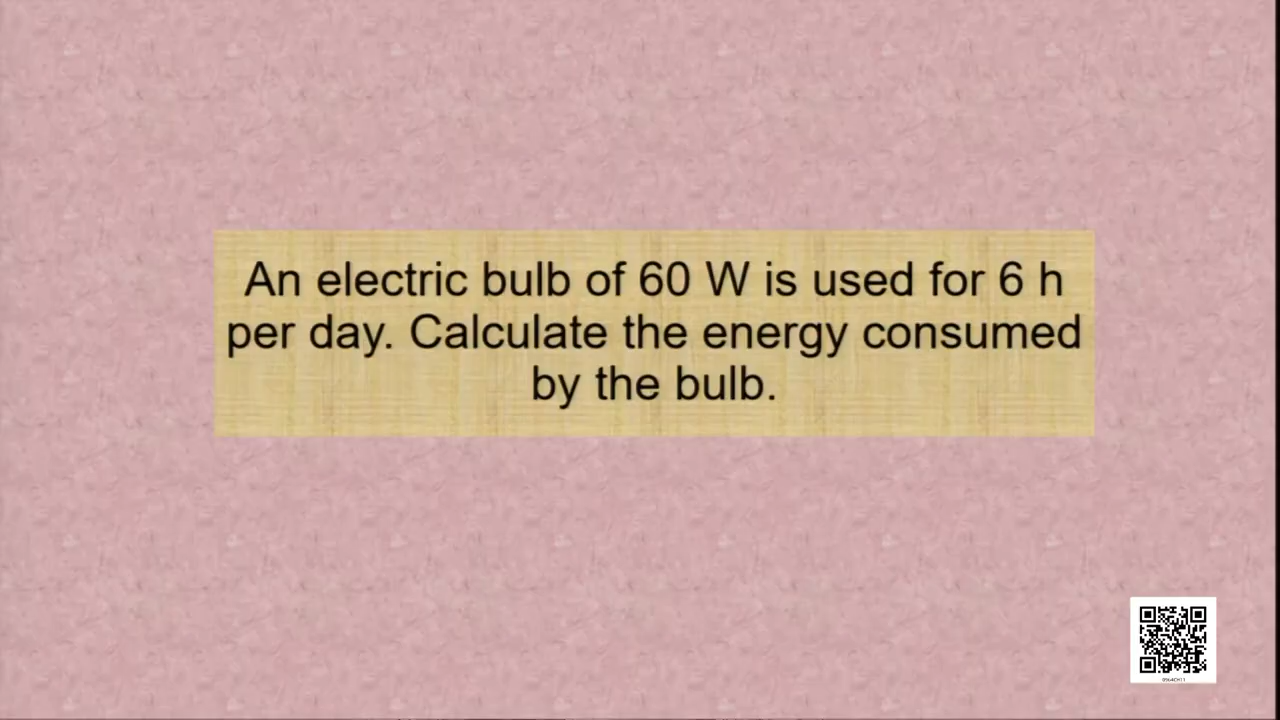 An electric bulb of 60 W is used for 6 h
per day. Calculate the energy consumed
by the bulb.